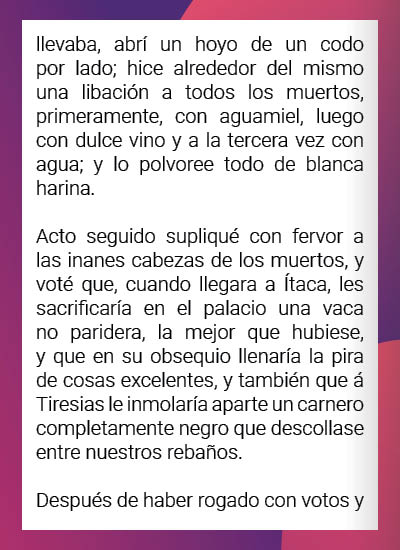 llevaba, abrí un hoyo de un codo
por lado; hice alrededor del mismo
una libación a todos los muertos,
primeramente, con aguamiel, luego
con dulce vino y a la tercera vez con
agua; y lo polvoree todo de blanca
harina.
Acto seguido supliqué con fervor a
las inanes cabezas de los muertos, y
voté que, cuando llegara a Ítaca, les
sacrificaría en el palacio una vaca
no paridera, la mejor que hubiese,
y que en su obsequio llenaría la pira
de cosas excelentes, y también que á
Tiresias le inmolaría aparte un carnero
completamente negro que descollase
entre nuestros rebaños.
Después de haber rogado con votos y